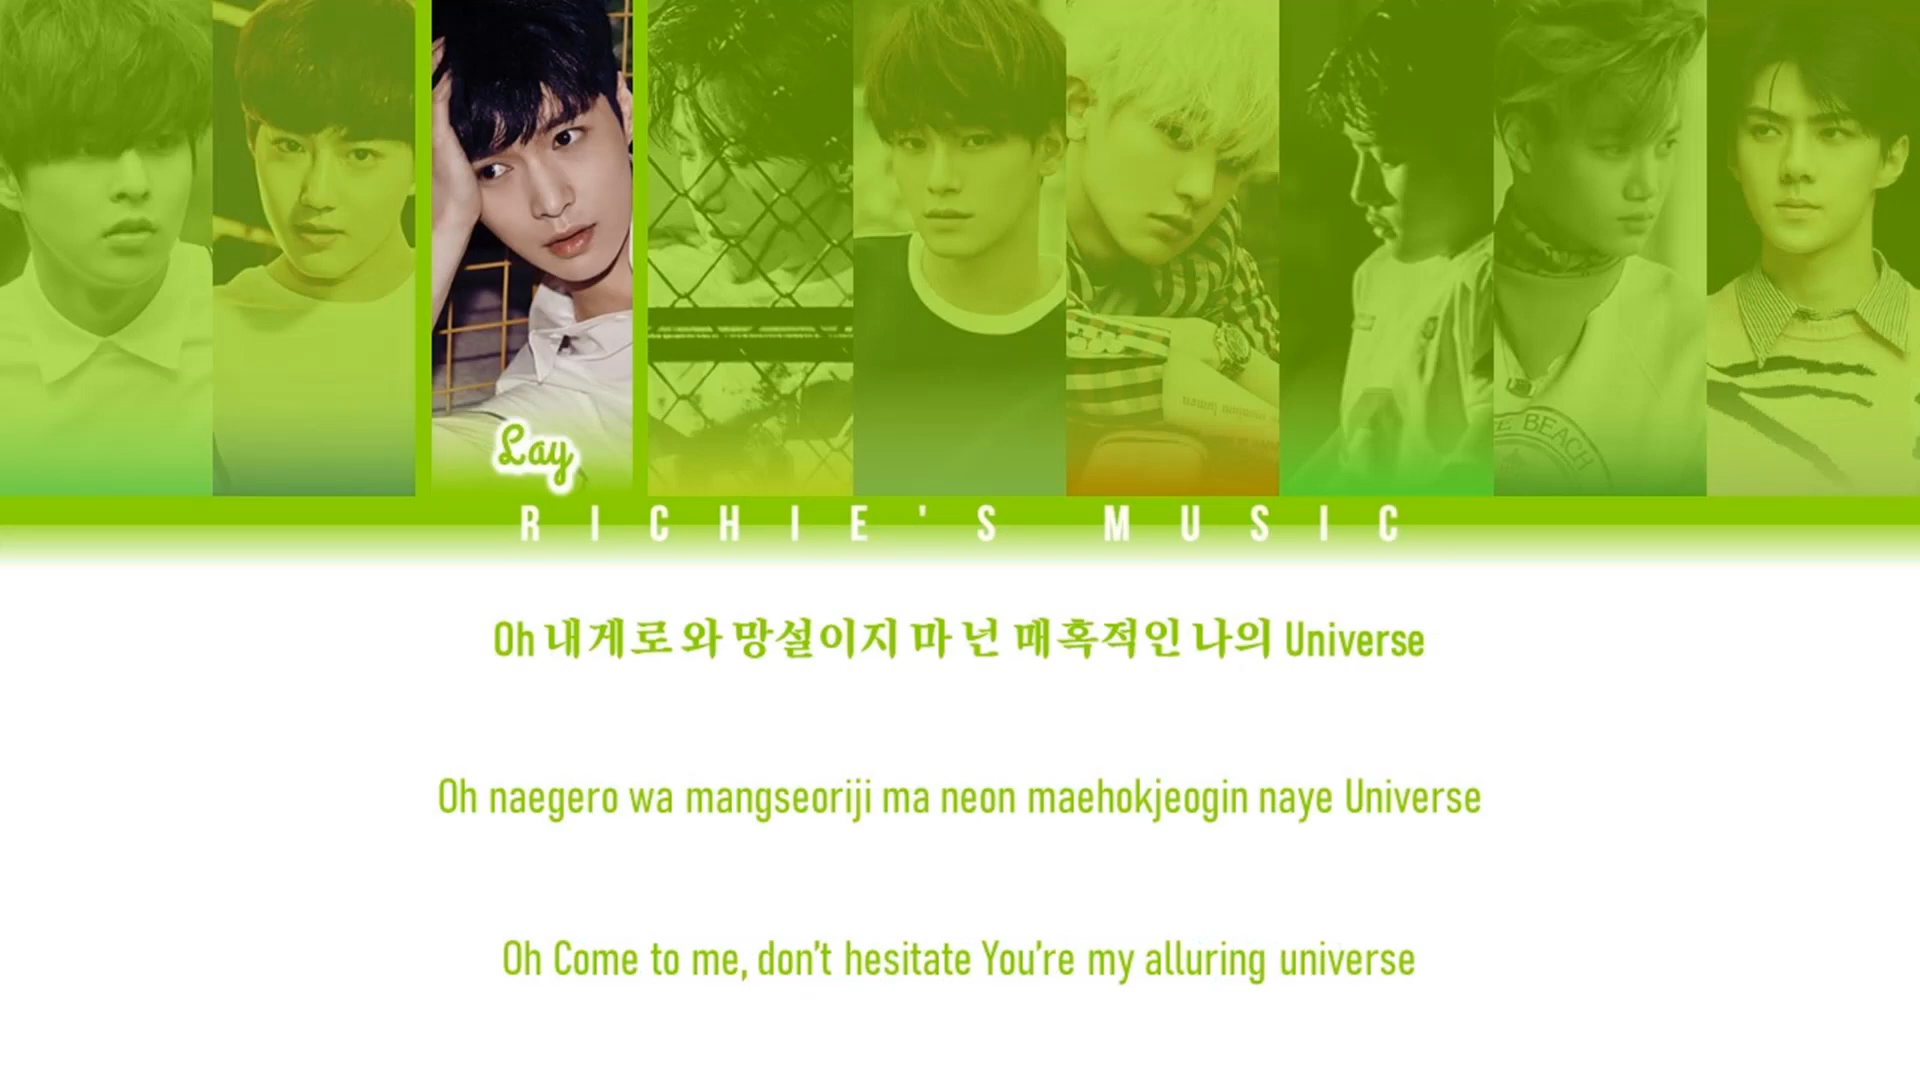 TE BEACH
Lay
RICHIE'S MUSIC
Oh 내게로 와 망설이지 마 넌 매혹적인 나의 Universe
Oh naegero wa mangseoriji ma neon maehokjeogin naye Universe
Oh Come to me, don't hesitate You're my alluring universe